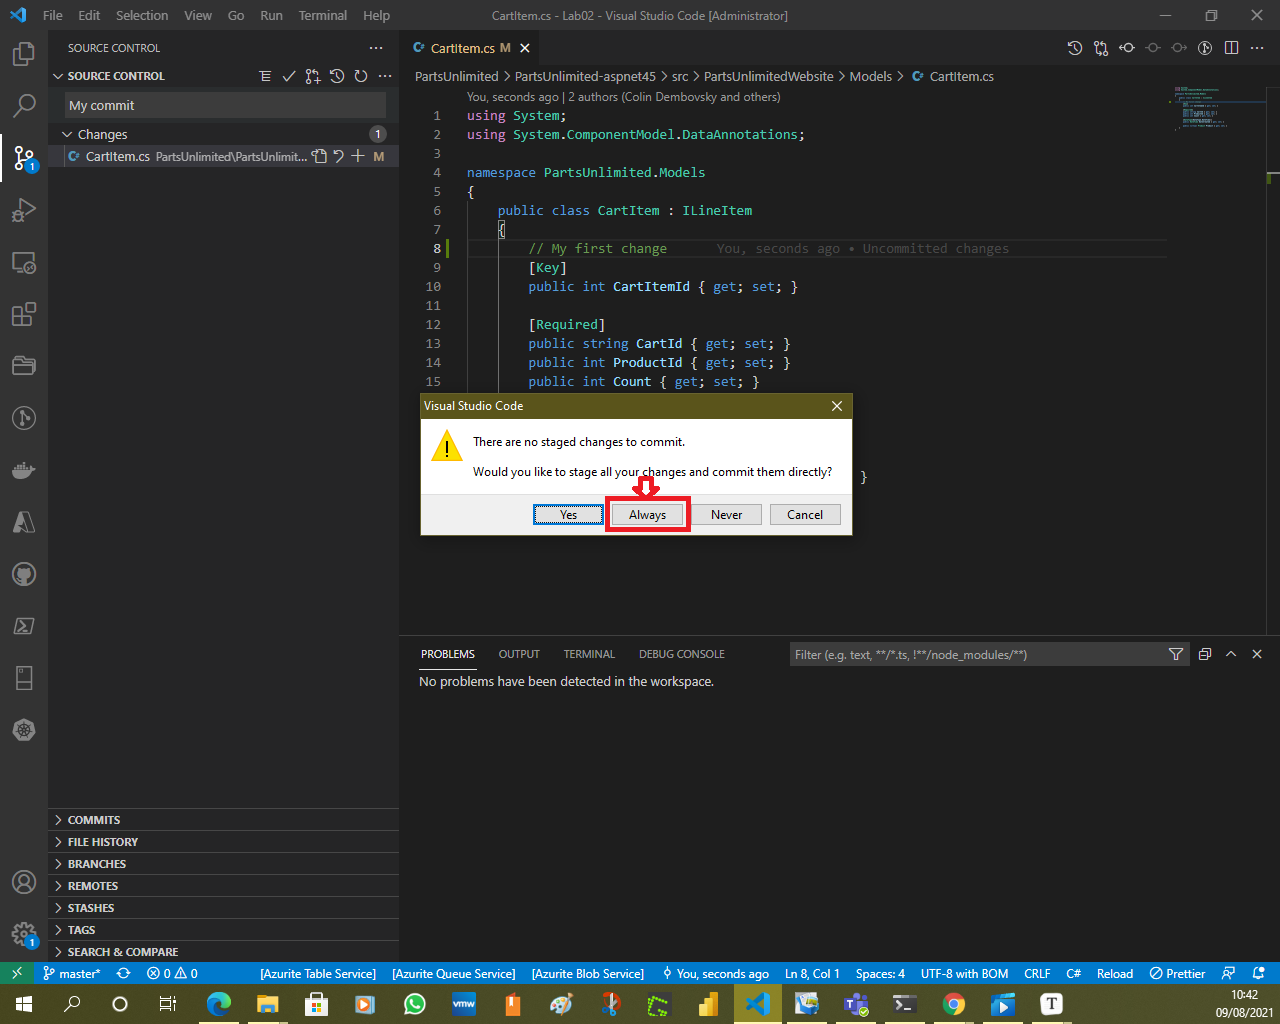 File Edit Selection View Go Run Terminal Help
CartItem.cs - Lab02 - Visual Studio Code [Administrator]
SOURCE CONTROL
SOURCE CONTROL
My commit
Changes 1
CartItem.cs PartsUnlimited\PartsUnlimit... M
1
CartItem.cs M
PartsUnlimited > PartsUnlimited-aspnet45 > src > PartsUnlimitedWebsite > Models > CartItem.cs
You, seconds ago | 2 authors (Colin Dembovsky and others)
1 using System;
2 using System.ComponentModel.DataAnnotations;
3
4 namespace PartsUnlimited.Models
5 {
6 public class CartItem : ILineItem
7 {
8 // My first change You, seconds ago • Uncommitted changes
9 [Key]
10 public int CartItemId { get; set; }
11
12 [Required]
13 public string CartId { get; set; }
14 public int ProductId { get; set; }
15 public int Count { get; set; }
}
Visual Studio Code
There are no staged changes to commit.
Would you like to stage all your changes and commit them directly?
Yes Always Never Cancel
PROBLEMS OUTPUT TERMINAL DEBUG CONSOLE
Filter (e.g. text, **/*.ts, !**/node_modules/**)
No problems have been detected in the workspace.
COMMITS
FILE HISTORY
BRANCHES
REMOTES
STASHES
TAGS
SEARCH & COMPARE
1
master* 0 0 [Azurite Table Service] [Azurite Queue Service] [Azurite Blob Service] You, seconds ago Ln 8, Col 1 Spaces: 4 UTF-8 with BOM CRLF C# Reload Prettier
vmw
T
10:42
09/08/2021